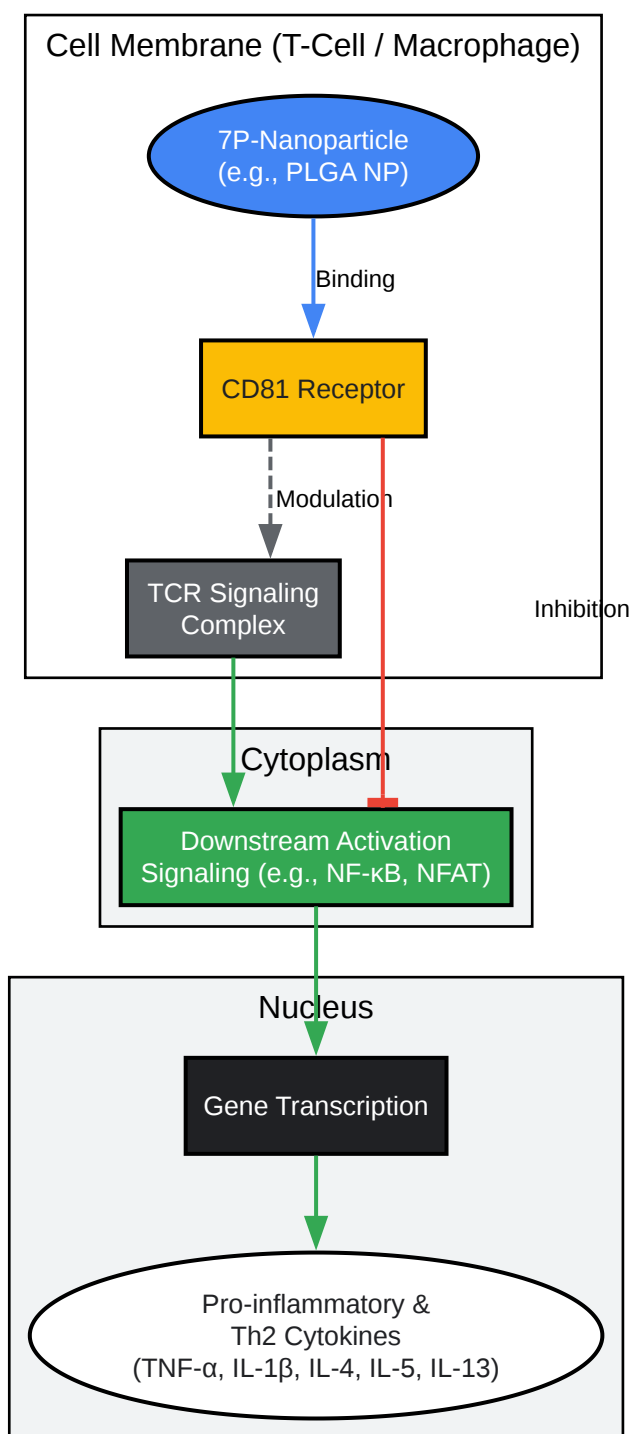 Cell Membrane (T-Cell / Macrophage)
7P-Nanoparticle
(e.g., PLGA NP)
Binding
CD81 Receptor
Modulation
TCR Signaling
Complex
Inhibition
Cytoplasm
Downstream Activation
Signaling (e.g., NF-κB, NFAT)
Nucleus
Gene Transcription
Pro-inflammatory &
Th2 Cytokines
(TNF-α, IL-1β, IL-4, IL-5, IL-13)